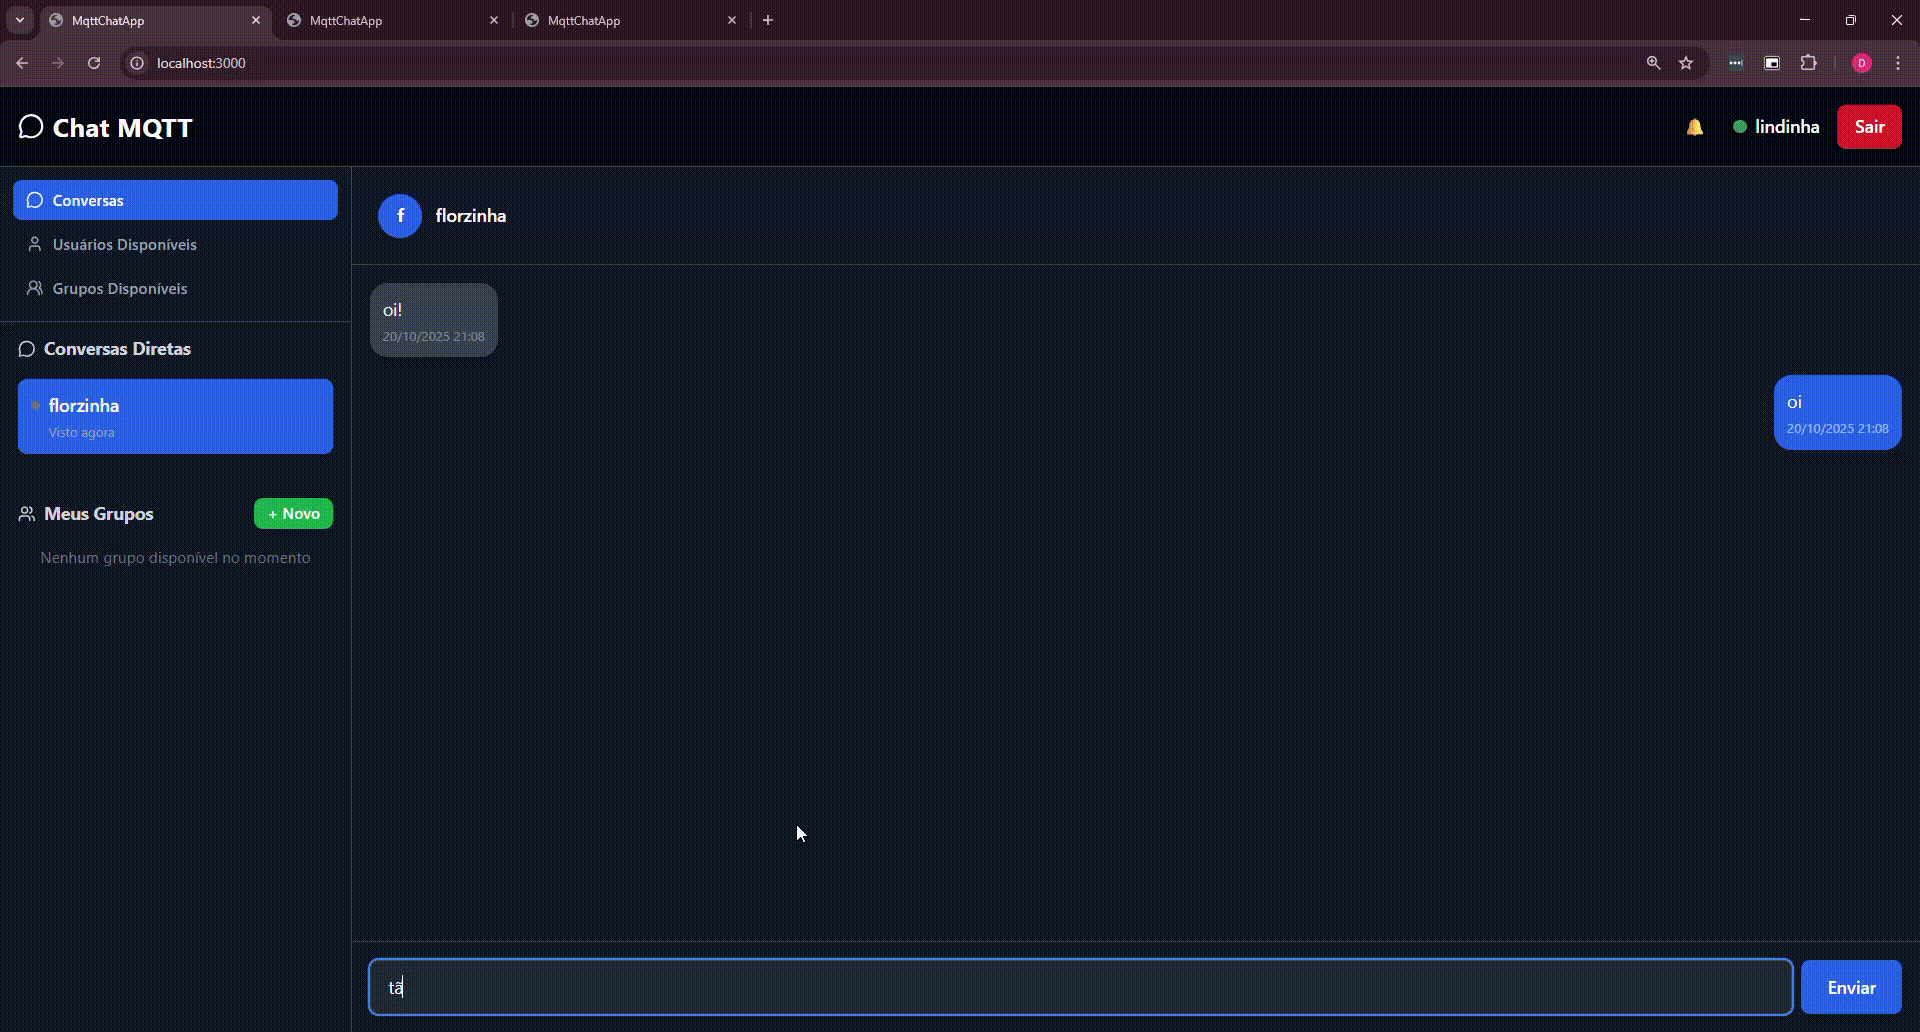 MqttChatApp
MqttChatApp
MqttChatApp
localhost:3000
D
Chat MQTT
lindinha
Sair
Conversas
Usuários Disponíveis
Grupos Disponíveis
Conversas Diretas
florzinha
Visto agora
Meus Grupos
+ Novo
Nenhum grupo disponível no momento
f
florzinha
oi!
20/10/2025 21:08
oi
20/10/2025 21:08
tã
Enviar